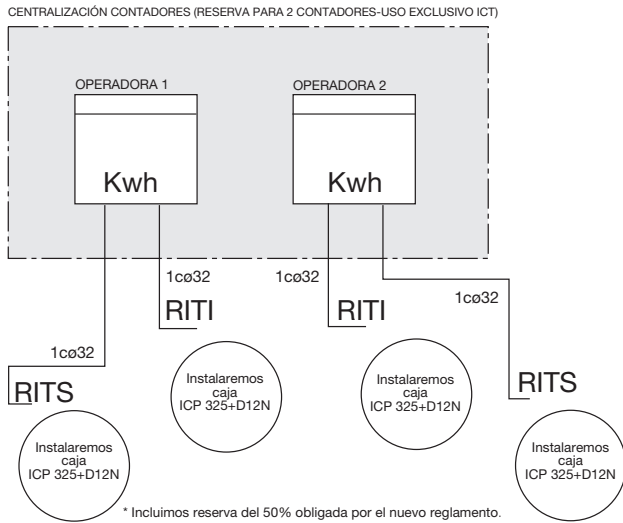 CENTRALIZACIÓN CONTADORES (RESERVA PARA 2 CONTADORES-USO EXCLUSIVO ICT)
OPERADORA 1
OPERADORA 2
Kwh
Kwh
1cø32
1cø32
1cø32
RITI
RITI
1cø32
RITS
RITS
Instalaremos
caja
ICP 325+D12N
Instalaremos
caja
ICP 325+D12N
Instalaremos
caja
ICP 325+D12N
Instalaremos
caja
ICP 325+D12N
* Incluimos reserva del 50% obligada por el nuevo reglamento.